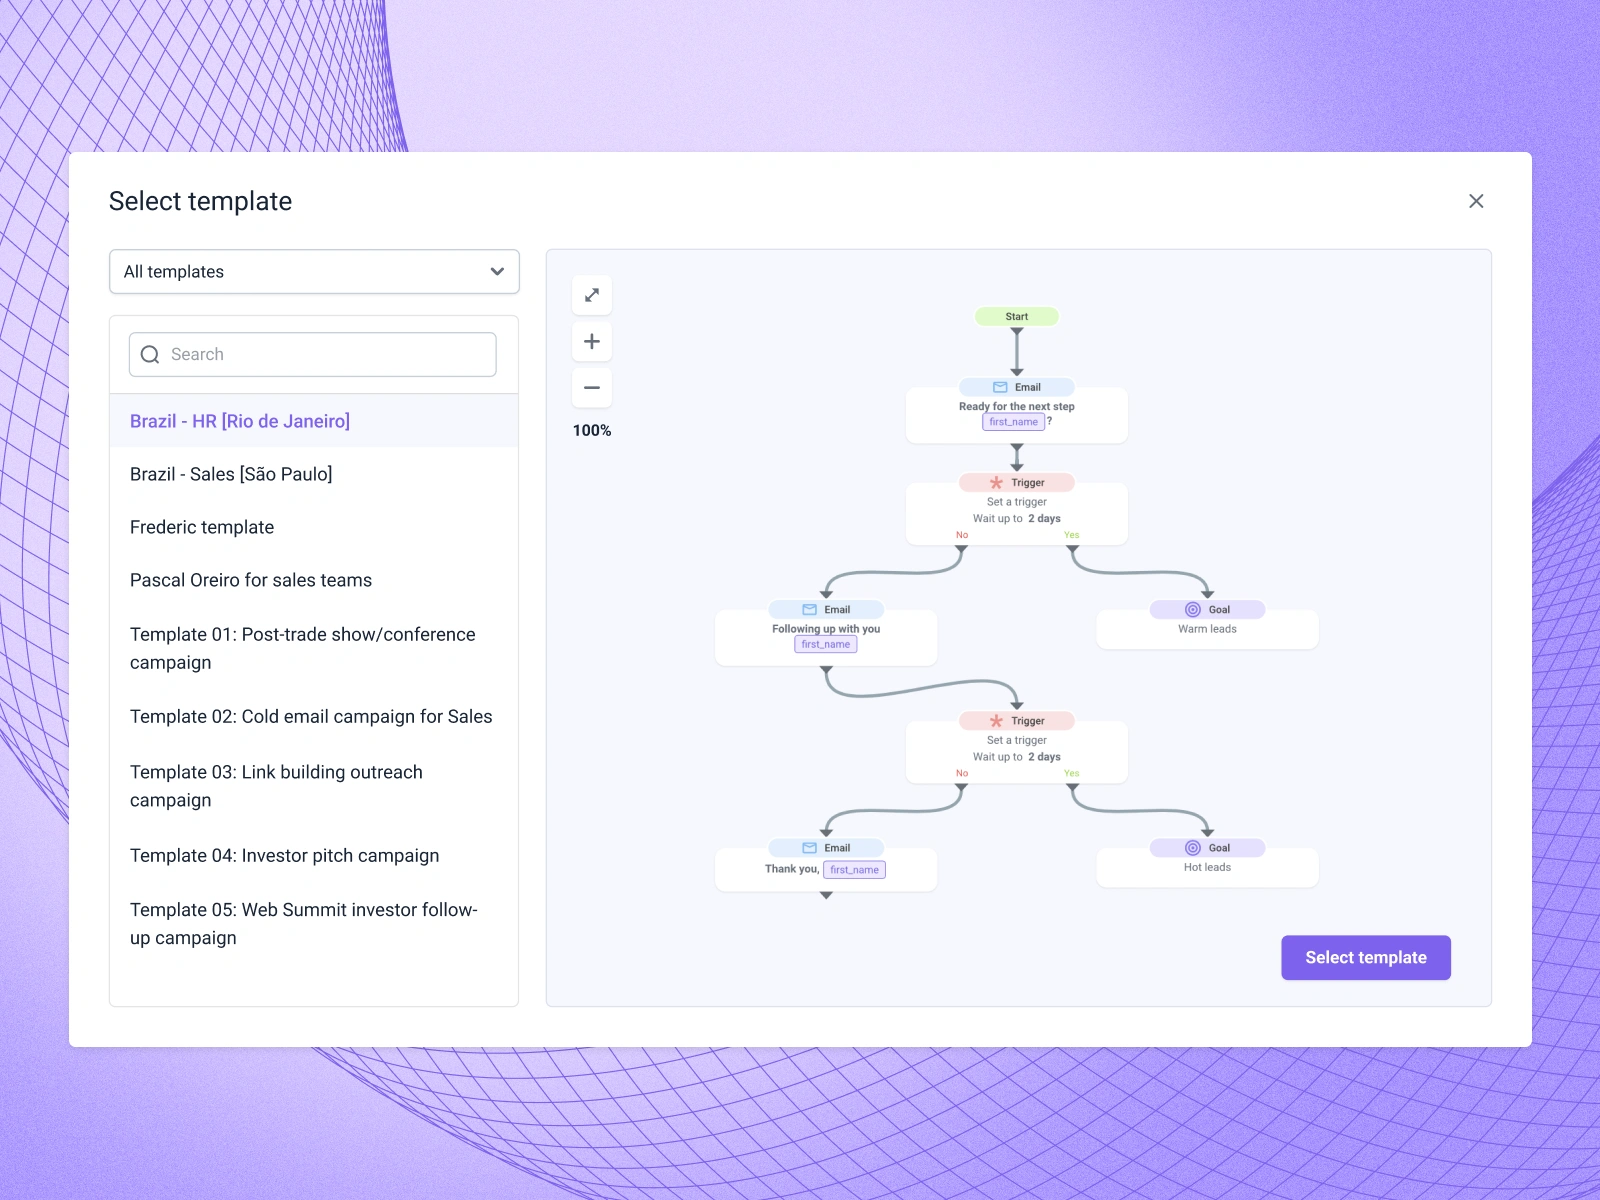 Select template
All templates
Search
Brazil - HR [Rio de Janeiro]
Brazil - Sales [São Paulo]
Frederic template
Pascal Oreiro for sales teams
Template 01: Post-trade show/conference
campaign
Template 02: Cold email campaign for Sales
Template 03: Link building outreach
campaign
Template 04: Investor pitch campaign
Template 05: Web Summit investor follow-
up campaign
100%
Start
Email
Ready for the next step
first_name ?
Trigger
Set a trigger
Wait up to 2 days
No Yes
Email
Following up with you
first_name
Goal
Warm leads
Trigger
Set a trigger
Wait up to 2 days
No Yes
Email
Thank you, first_name
Goal
Hot leads
Select template